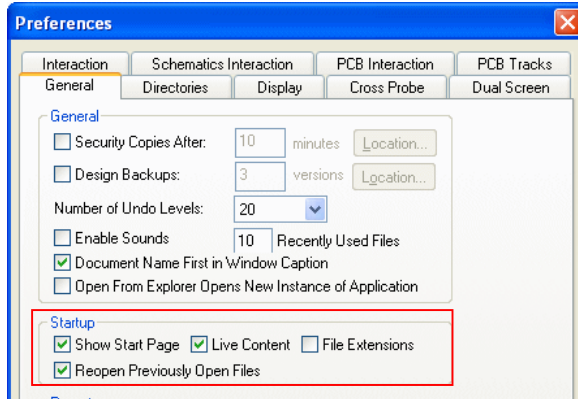 Preferences
Interaction Schematics Interaction PCB Interaction PCB Tracks
General Directories Display Cross Probe Dual Screen
General
Security Copies After: 10 minutes Location...
Design Backups: 3 versions Location...
Number of Undo Levels: 20
Enable Sounds 10 Recently Used Files
Document Name First in Window Caption
Open From Explorer Opens New Instance of Application
Startup
Show Start Page Live Content File Extensions
Reopen Previously Open Files